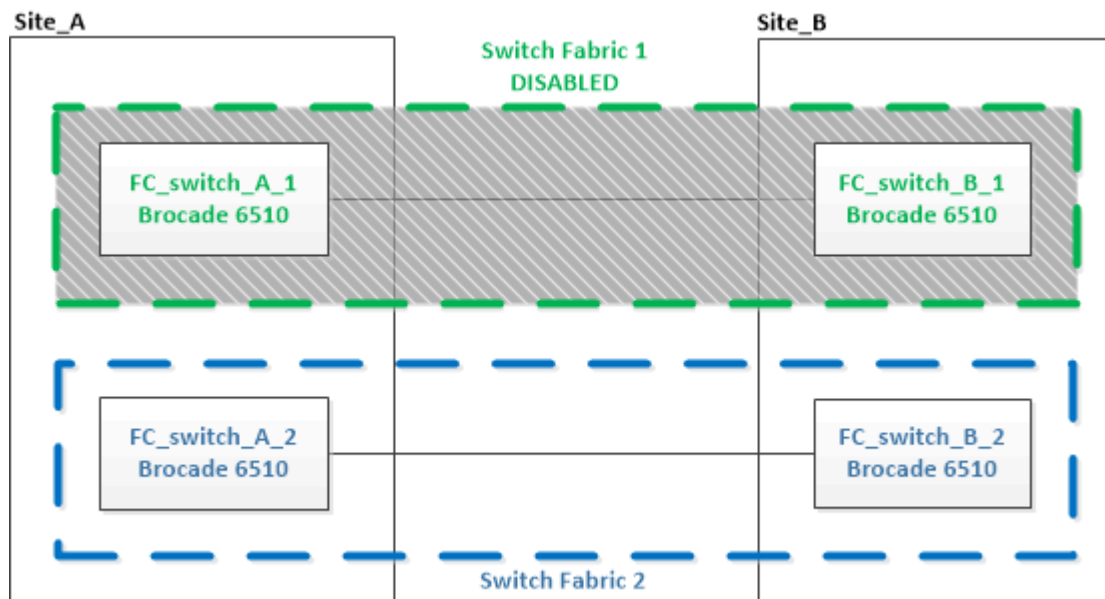 Site_A
Site_B
Switch Fabric 1
DISABLED
FC_switch_A_1
Brocade 6510
FC_switch_B_1
Brocade 6510
FC_switch_A_2
Brocade 6510
FC_switch_B_2
Brocade 6510
Switch Fabric 2